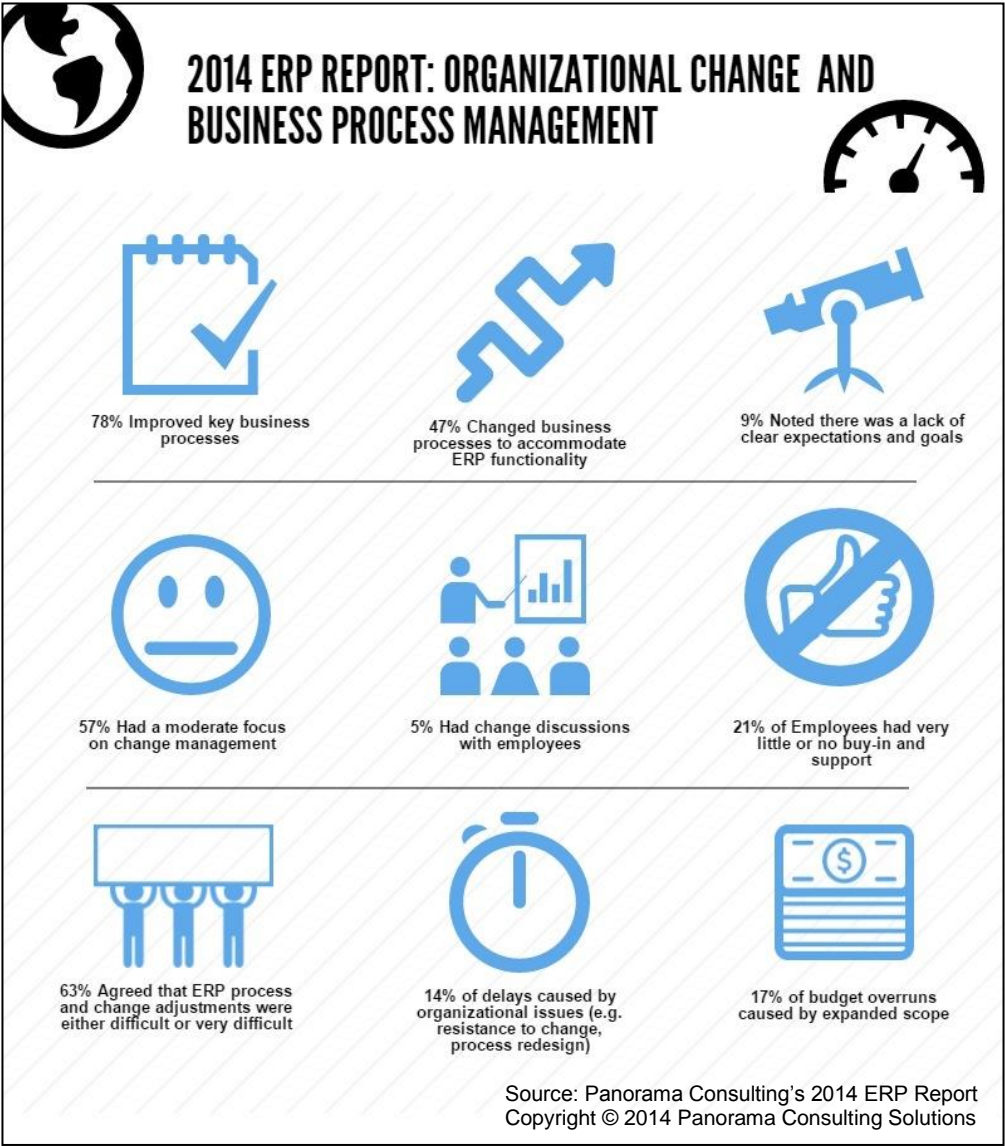 2014 ERP REPORT: ORGANIZATIONAL CHANGE AND
BUSINESS PROCESS MANAGEMENT
78% Improved key business
processes
47% Changed business
processes to accommodate
ERP functionality
9% Noted there was a lack of
clear expectations and goals
57% Had a moderate focus
on change management
5% Had change discussions
with employees
21% of Employees had very
little or no buy-in and
support
63% Agreed that ERP process
and change adjustments were
either difficult or very difficult
14% of delays caused by
organizational issues (e.g.
resistance to change,
process redesign)
$
17% of budget overruns
caused by expanded scope
Source: Panorama Consulting's 2014 ERP Report
Copyright © 2014 Panorama Consulting Solutions